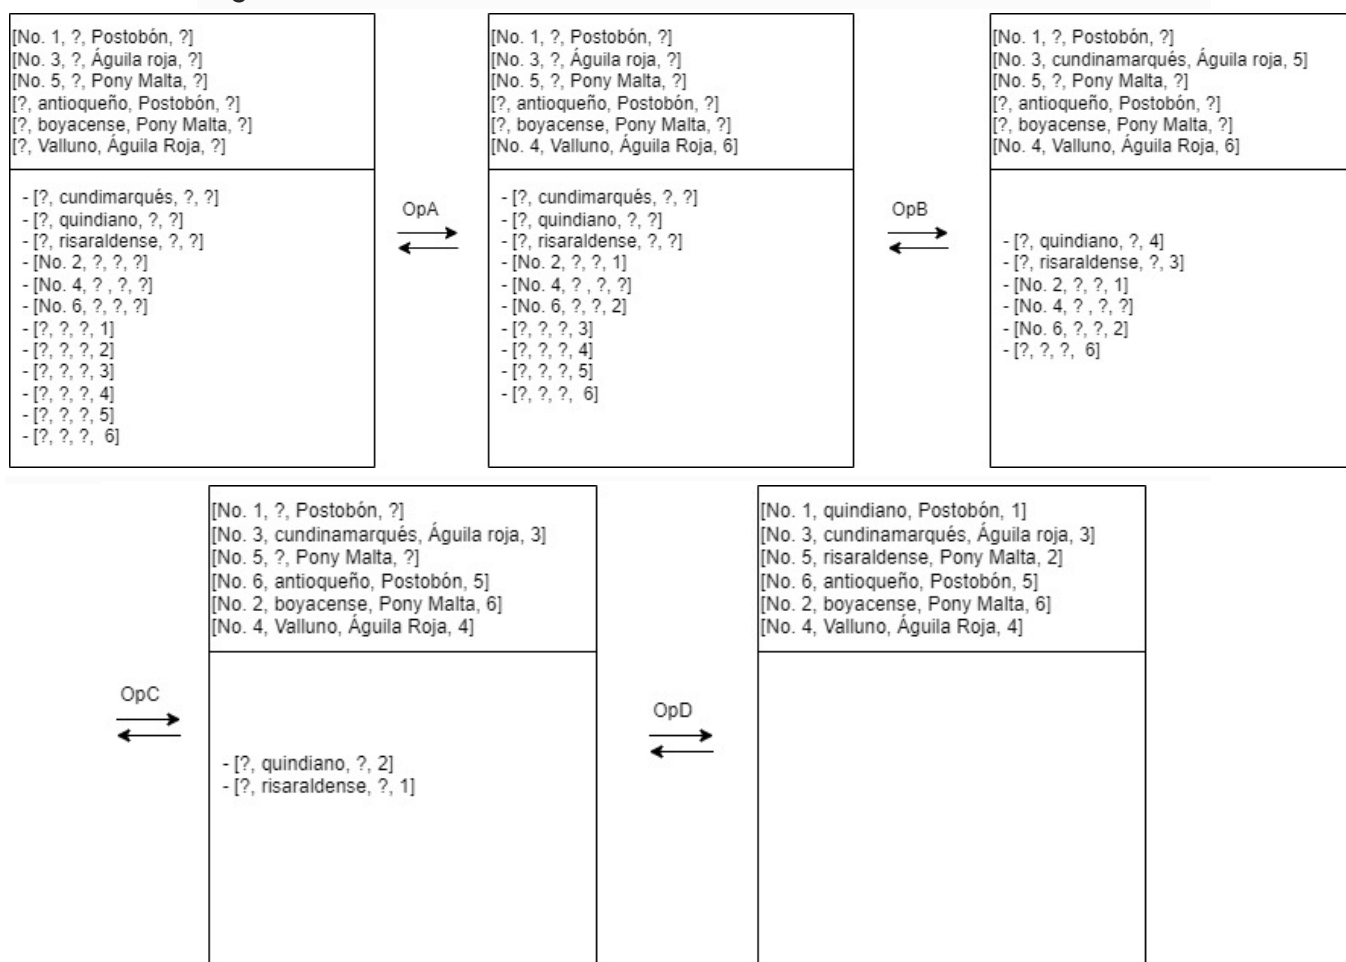 [No. 1, ?, Postobón, ?]
[No. 3, ?, Águila roja, ?]
[No. 5, ?, Pony Malta, ?]
[?, antioqueño, Postobón, ?]
[?, boyacense, Pony Malta, ?]
[?, Valluno, Águila Roja, ?]
- [?, cundimarqués, ?, ?]
- [?, quindiano, ?, ?]
- [?, risaraldense, ?, ?]
- [No. 2, ?, ?, ?]
- [No. 4, ? , ?, ?]
- [No. 6, ?, ?, ?]
- [?, ?, ?, 1]
- [?, ?, ?, 2]
- [?, ?, ?, 3]
- [?, ?, ?, 4]
- [?, ?, ?, 5]
- [?, ?, ?,  6]
OpA
[No. 1, ?, Postobón, ?]
[No. 3, ?, Águila roja, ?]
[No. 5, ?, Pony Malta, ?]
[?, antioqueño, Postobón, ?]
[?, boyacense, Pony Malta, ?]
[No. 4, Valluno, Águila Roja, 6]
- [?, cundimarqués, ?, ?]
- [?, quindiano, ?, ?]
- [?, risaraldense, ?, ?]
- [No. 2, ?, ?, 1]
- [No. 4, ? , ?, ?]
- [No. 6, ?, ?, 2]
- [?, ?, ?, 3]
- [?, ?, ?, 4]
- [?, ?, ?, 5]
- [?, ?, ?,  6]
OpB
[No. 1, ?, Postobón, ?]
[No. 3, cundinamarqués, Águila roja, 5]
[No. 5, ?, Pony Malta, ?]
[?, antioqueño, Postobón, ?]
[?, boyacense, Pony Malta, ?]
[No. 4, Valluno, Águila Roja, 6]
- [?, quindiano, ?, 4]
- [?, risaraldense, ?, 3]
- [No. 2, ?, ?, 1]
- [No. 4, ? , ?, ?]
- [No. 6, ?, ?, 2]
- [?, ?, ?,  6]
OpC
[No. 1, ?, Postobón, ?]
[No. 3, cundinamarqués, Águila roja, 3]
[No. 5, ?, Pony Malta, ?]
[No. 6, antioqueño, Postobón, 5]
[No. 2, boyacense, Pony Malta, 6]
[No. 4, Valluno, Águila Roja, 4]
- [?, quindiano, ?, 2]
- [?, risaraldense, ?, 1]
OpD
[No. 1, quindiano, Postobón, 1]
[No. 3, cundinamarqués, Águila roja, 3]
[No. 5, risaraldense, Pony Malta, 2]
[No. 6, antioqueño, Postobón, 5]
[No. 2, boyacense, Pony Malta, 6]
[No. 4, Valluno, Águila Roja, 4]